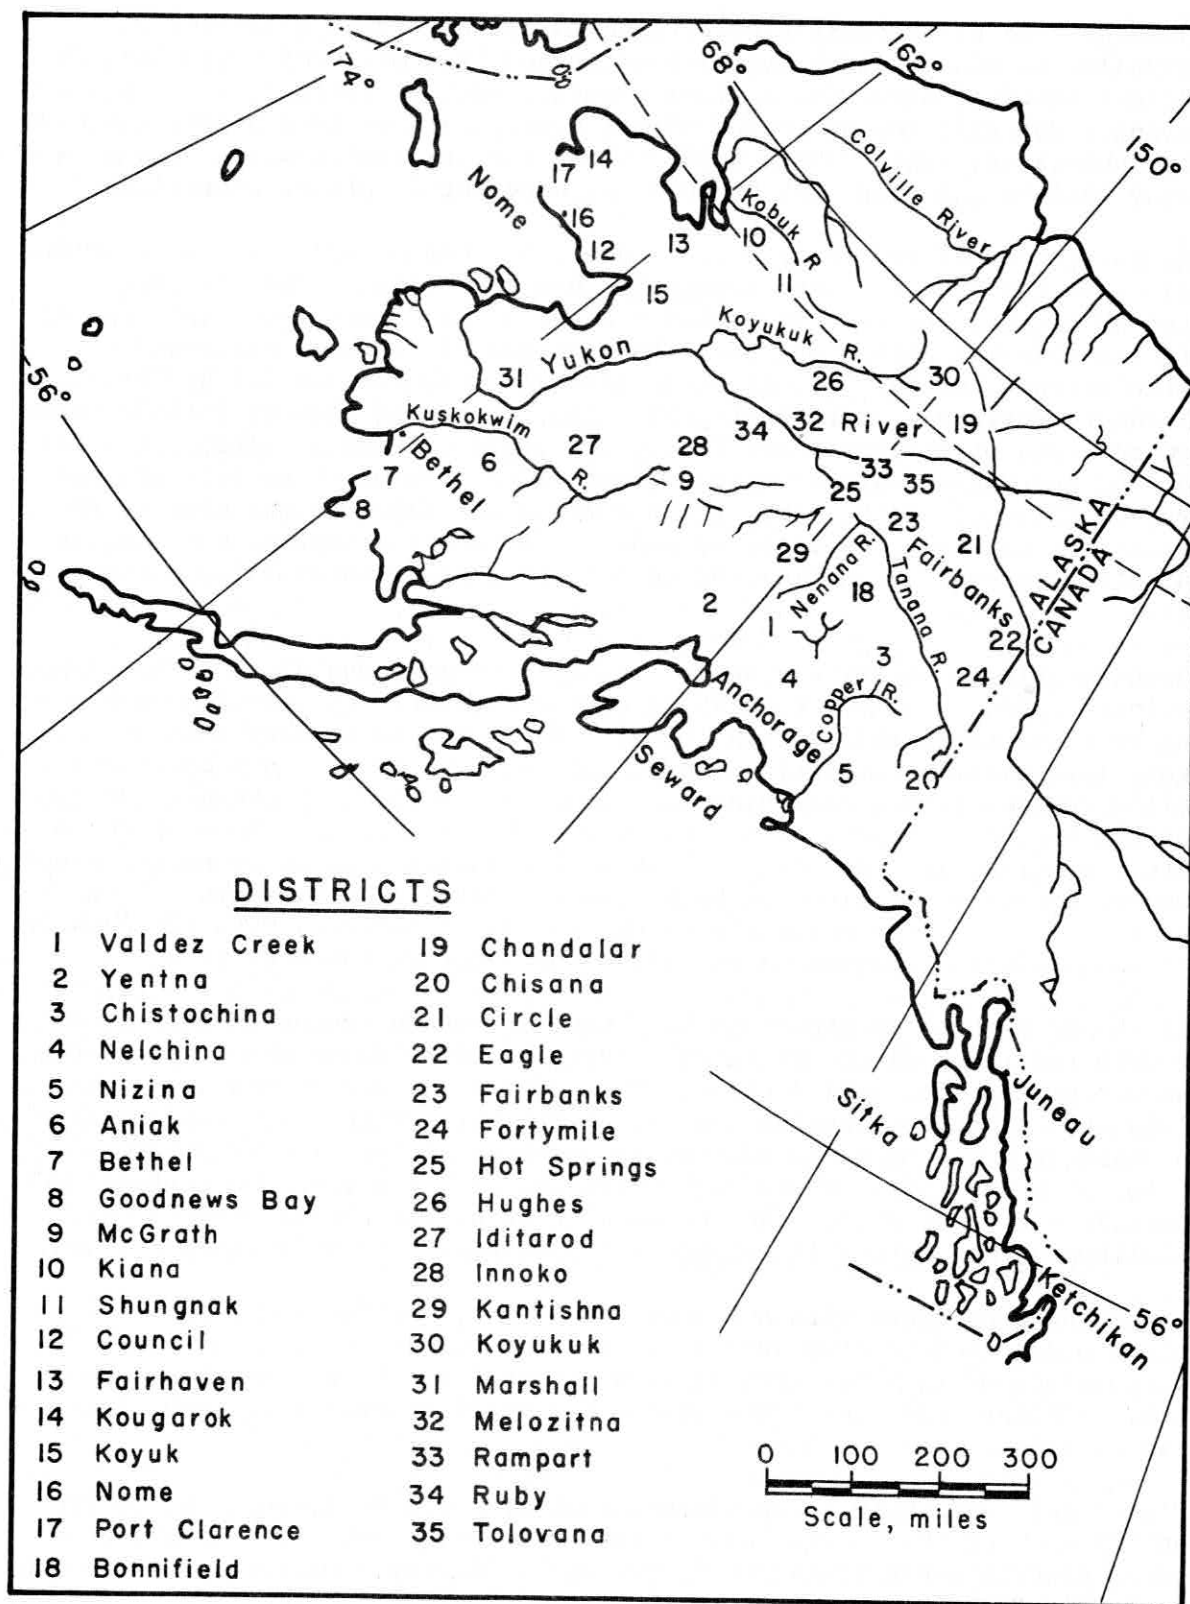 174°
68°
162°
150°
Colville River
14
17
Nome
16
12
13
Kobuk R
10
11
15
Koyukuk R.
56°
Yukon River
31
26
30
Kuskokwim R.
27
28
34
32
19
Bethel
6
7
9
33
35
25
8
23
21
29
Nenana R.
Fairbanks
ALASKA
CANADA
18
Tanana R.
2
1
22
3
4
24
Anchorage
Copper R.
Seward
5
20
Sitka
Juneau
Ketchikan
56°
DISTRICTS
1 Valdez Creek
2 Yentna
3 Chistochina
4 Nelchina
5 Nizina
6 Aniak
7 Bethel
8 Goodnews Bay
9 McGrath
10 Kiana
11 Shungnak
12 Council
13 Fairhaven
14 Kougarok
15 Koyuk
16 Nome
17 Port Clarence
18 Bonnifield
19 Chandalar
20 Chisana
21 Circle
22 Eagle
23 Fairbanks
24 Fortymile
25 Hot Springs
26 Hughes
27 Iditarod
28 Innoko
29 Kantishna
30 Koyukuk
31 Marshall
32 Melozitna
33 Rampart
34 Ruby
35 Tolovana
0 100 200 300
Scale, miles